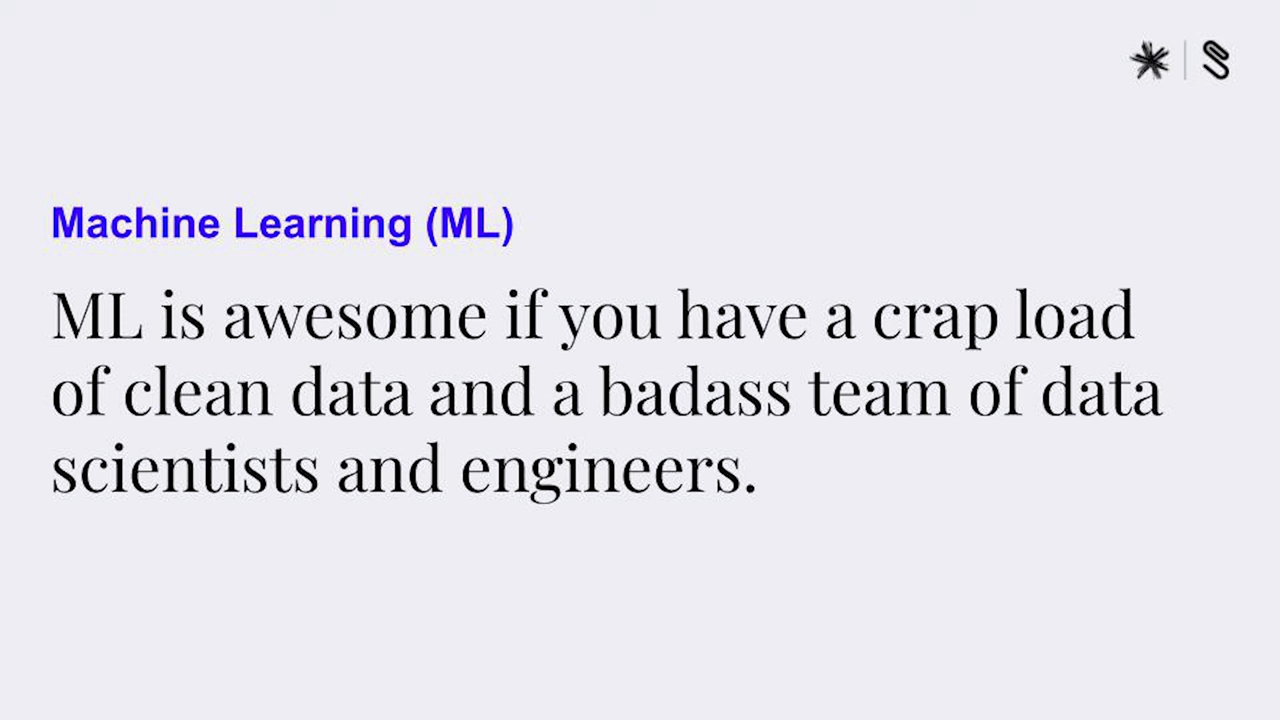 Machine Learning (ML)
ML is awesome if you have a crap load
of clean data and a badass team of data
scientists and engineers.